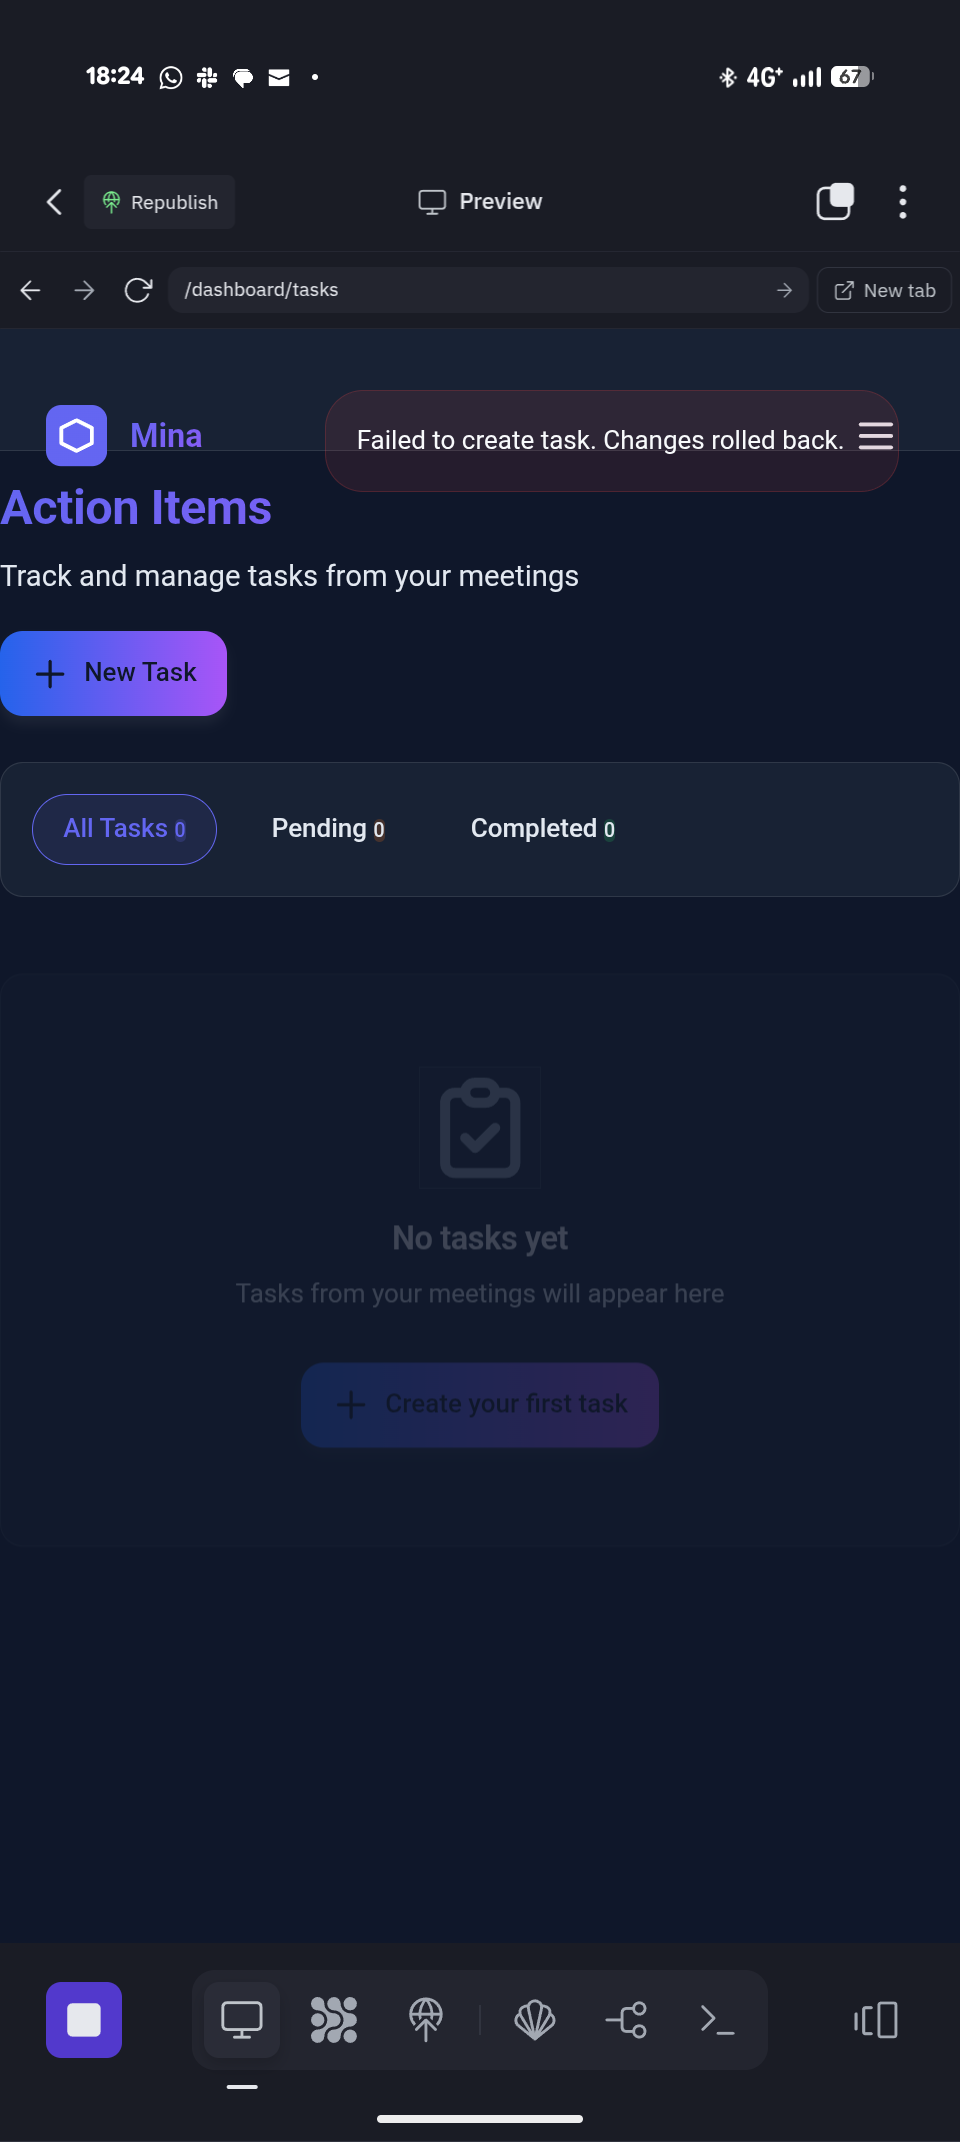 18:24
4G+
67
Republish
Preview
/dashboard/tasks
New tab
Mina
Failed to create task. Changes rolled back.
Action Items
Track and manage tasks from your meetings
New Task
All Tasks 0
Pending 0
Completed 0
No tasks yet
Tasks from your meetings will appear here
Create your first task